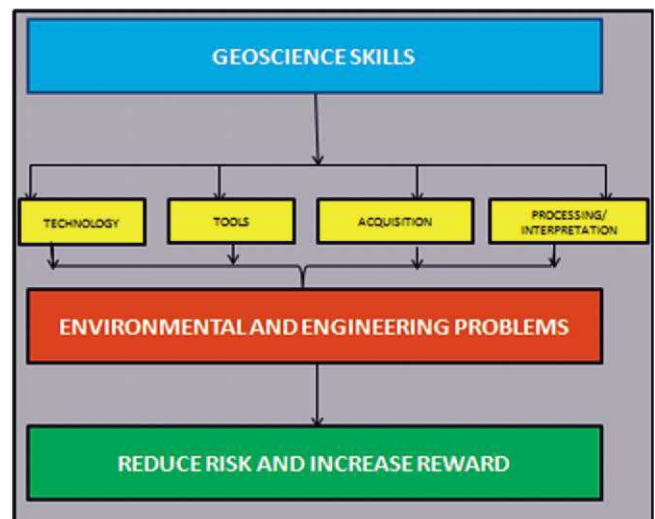 GEOSCIENCE SKILLS
TECHNOLOGY
TOOLS
ACQUISITION
PROCESSING/
INTERPRETATION
ENVIRONMENTAL AND ENGINEERING PROBLEMS
REDUCE RISK AND INCREASE REWARD